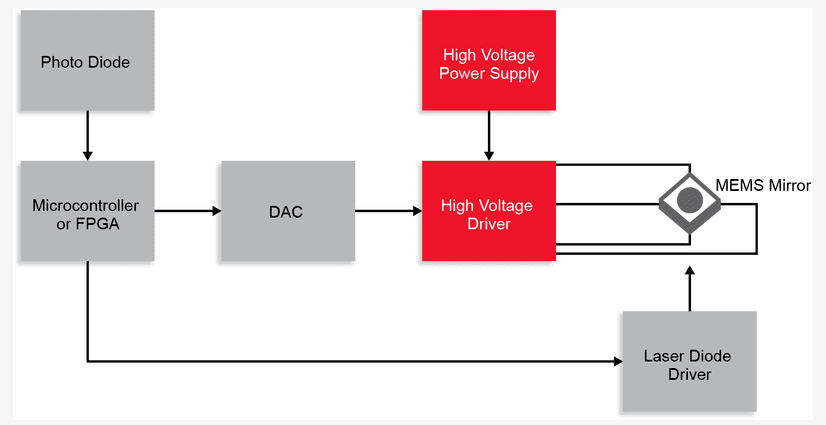 Photo Diode
High Voltage
Power Supply
Microcontroller
or FPGA
DAC
High Voltage
Driver
MEMS Mirror
Laser Diode
Driver